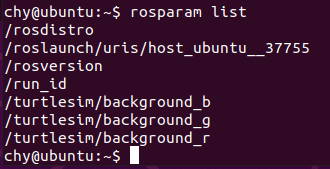 chy@ubuntu:~$ rosparam list
/rosdistro
/roslaunch/uris/host_ubuntu__37755
/rosversion
/run_id
/turtlesim/background_b
/turtlesim/background_g
/turtlesim/background_r
chy@ubuntu:~$